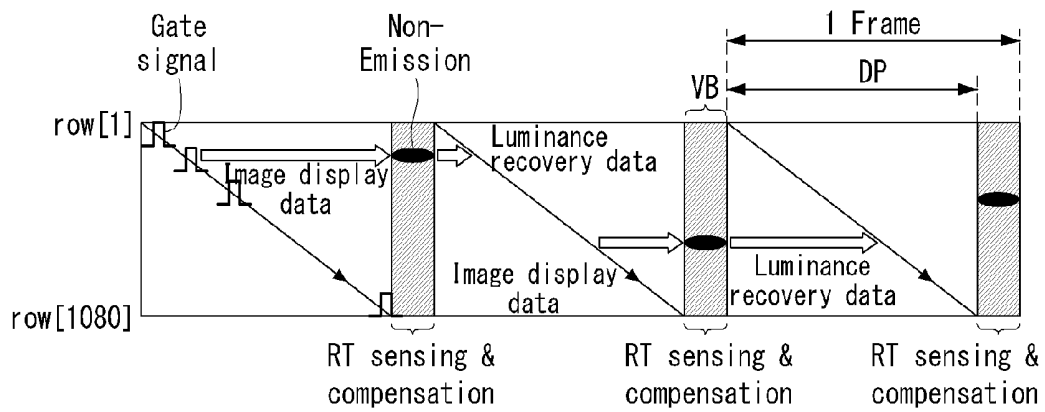 Gate
signal
Non-
Emission
1 Frame
VB
DP
row[1]
Image display
data
Luminance
recovery data
Image display
data
Luminance
recovery data
row[1080]
RT sensing &
compensation
RT sensing &
compensation
RT sensing &
compensation